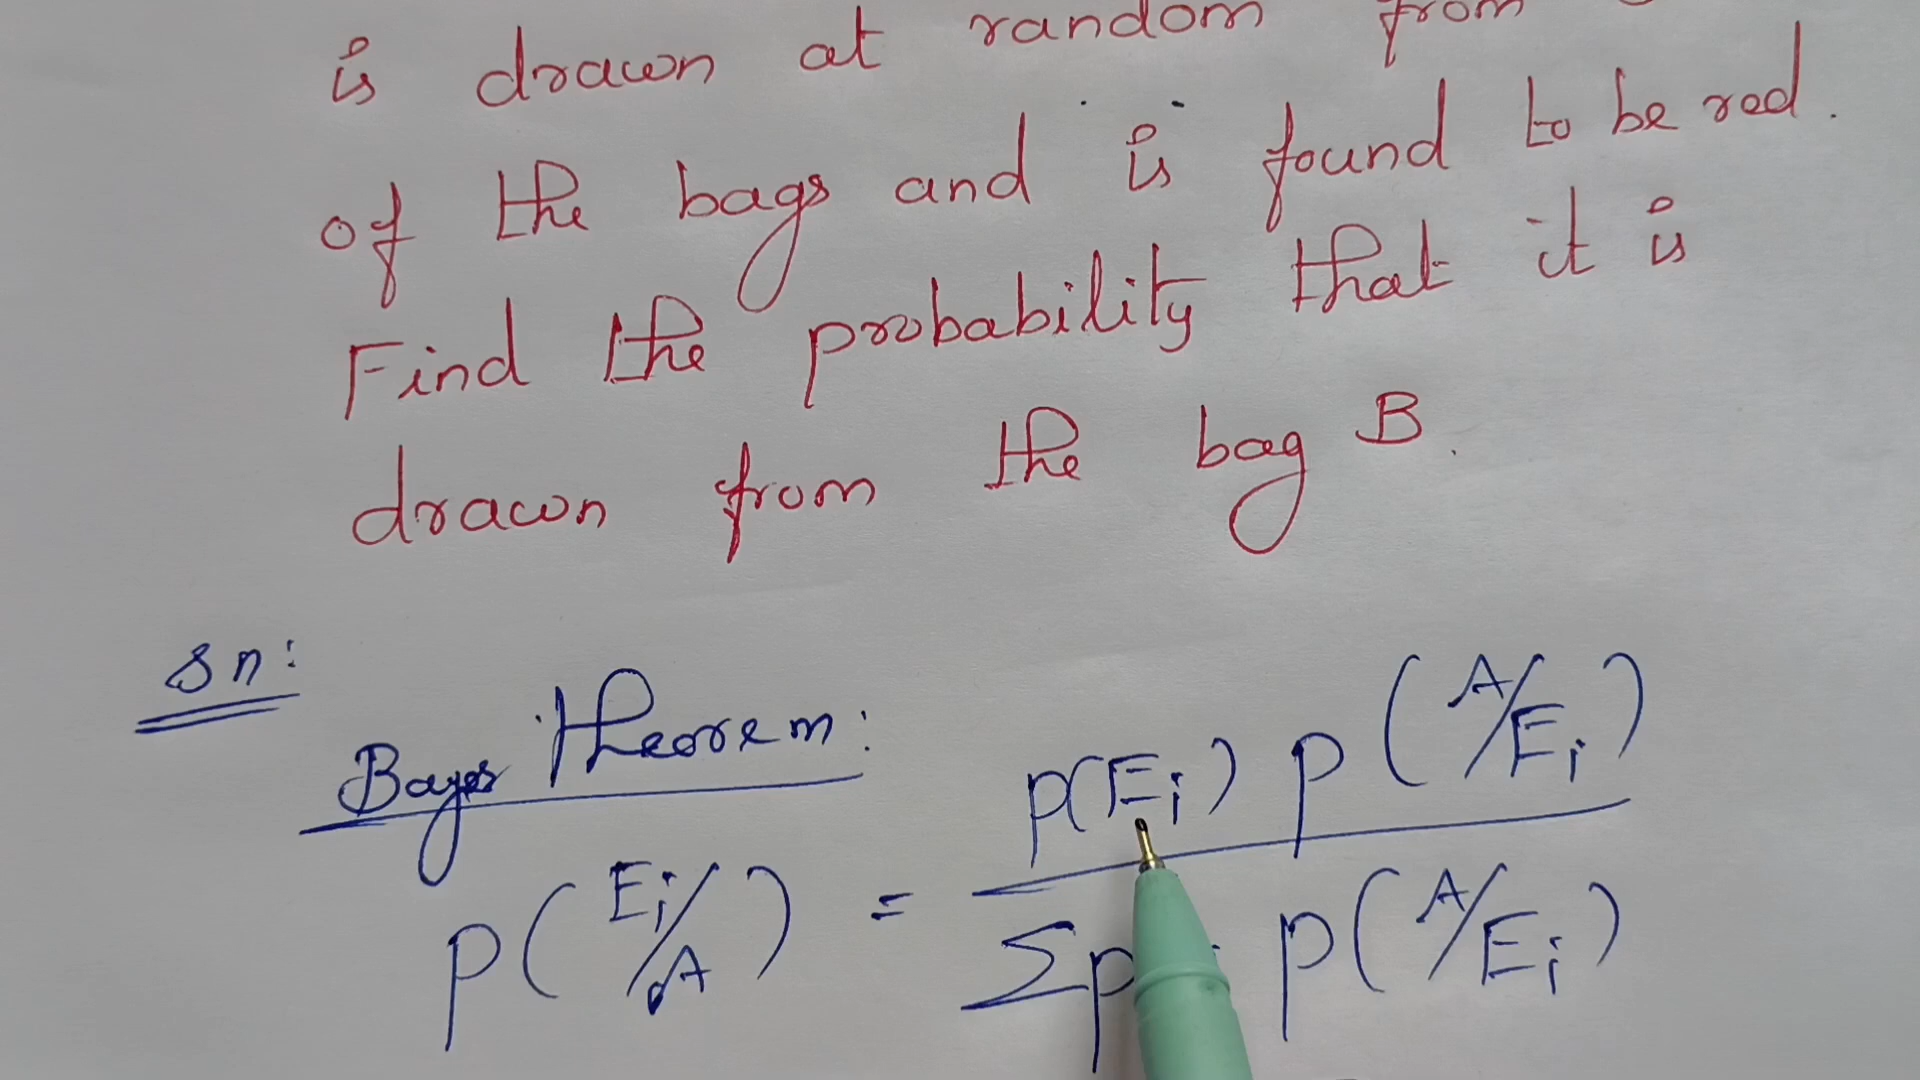 is drawn at random from
of the bags and is found to be red.
Find the probability that it is
drawn from the bag B.
Sn:
Bayes theorem:
P(Ei/A) = P(Ei) P(A/Ei)
ΣP P(A/Ei)